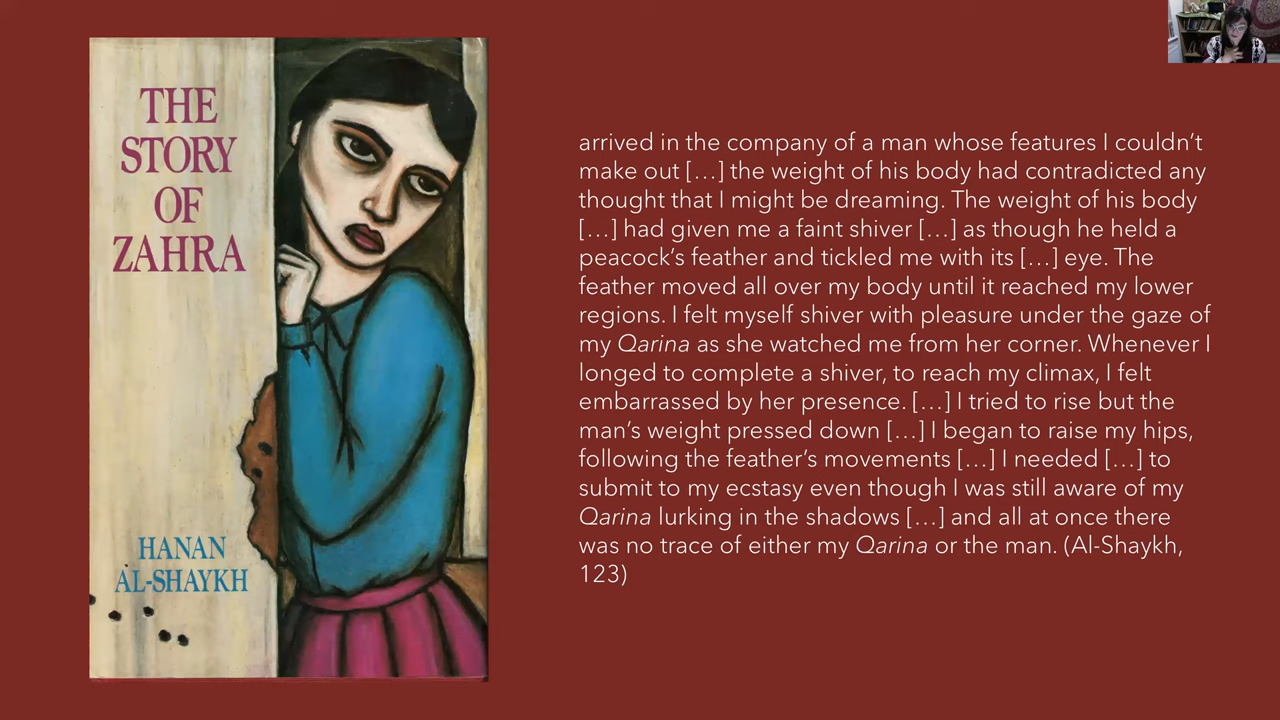 THE
STORY
OF
ZAHRA
HANAN
AL-SHAYKH
arrived in the company of a man whose features I couldn’t
make out […] the weight of his body had contradicted any
thought that I might be dreaming. The weight of his body
[…] had given me a faint shiver […] as though he held a
peacock’s feather and tickled me with its […] eye. The
feather moved all over my body until it reached my lower
regions. I felt myself shiver with pleasure under the gaze of
my Qarina as she watched me from her corner. Whenever I
longed to complete a shiver, to reach my climax, I felt
embarrassed by her presence. […] I tried to rise but the
man’s weight pressed down […] I began to raise my hips,
following the feather’s movements […] I needed […] to
submit to my ecstasy even though I was still aware of my
Qarina lurking in the shadows […] and all at once there
was no trace of either my Qarina or the man. (Al-Shaykh,
123)